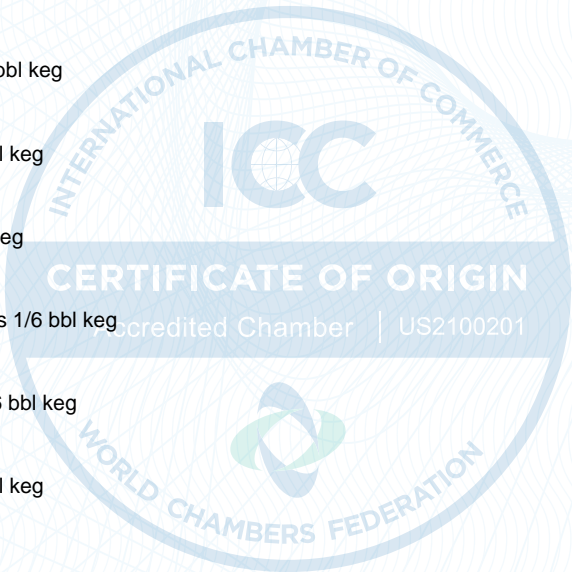 INTERNATIONAL CHAMBER OF COMMERCE
bbl keg
ICC
l keg
eg
CERTIFICATE OF ORIGIN
s 1/6 bbl keg
Accredited Chamber | US2100201
6 bbl keg
l keg
WORLD CHAMBERS FEDERATION